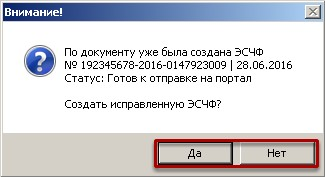 Внимание!
По документу уже была создана ЭСЧФ
№ 192345678-2016-0147923009 | 28.06.2016
Статус: Готов к отправке на портал
Создать исправленную ЭСЧФ?
Да Нет